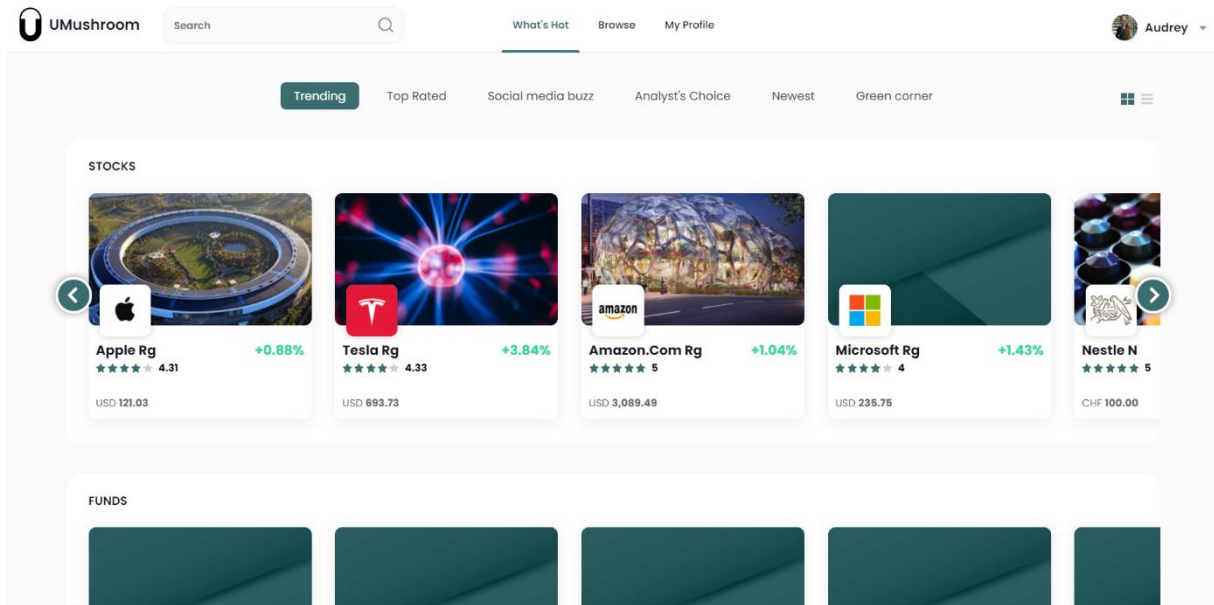 UMushroom
Search
What's Hot Browse My Profile
Audrey
Trending Top Rated Social media buzz Analyst's Choice Newest Green corner
STOCKS
amazon
Apple Rg +0.88% Tesla Rg +3.84% Amazon.Com Rg +1.04% Microsoft Rg +1.43% Nestle N
4.31 4.33 5 4 5
USD 121.03 USD 693.73 USD 3,089.49 USD 235.75 CHF 100.00
FUNDS